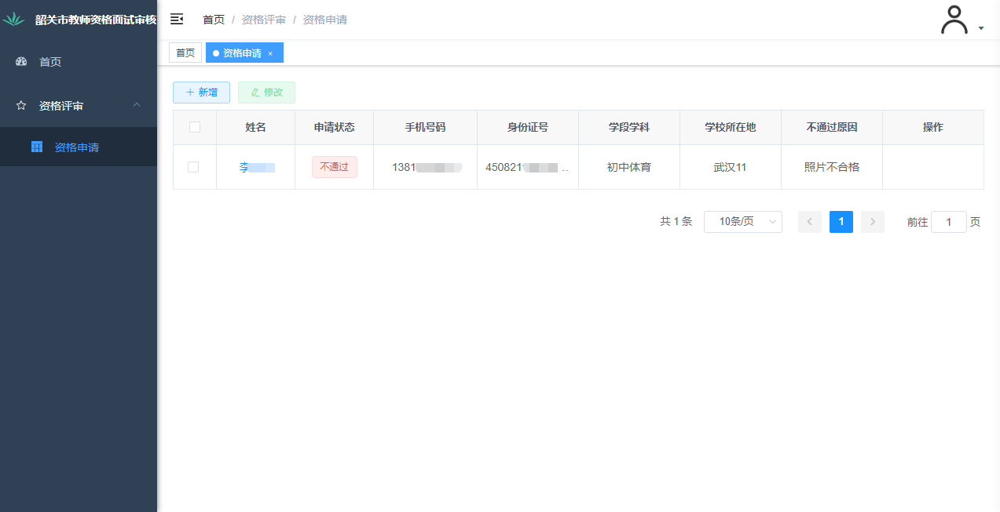 韶关市教师资格面试审核
首页 / 资格评审 / 资格申请
首页
资格评审
资格申请
首页 资格申请 ×
+ 新增 修改
姓名 申请状态 手机号码 身份证号 学段学科 学校所在地 不通过原因 操作
李 不通过 1381 450821 .. 初中体育 武汉11 照片不合格
共 1 条 10条/页 < 1 > 前往 1 页